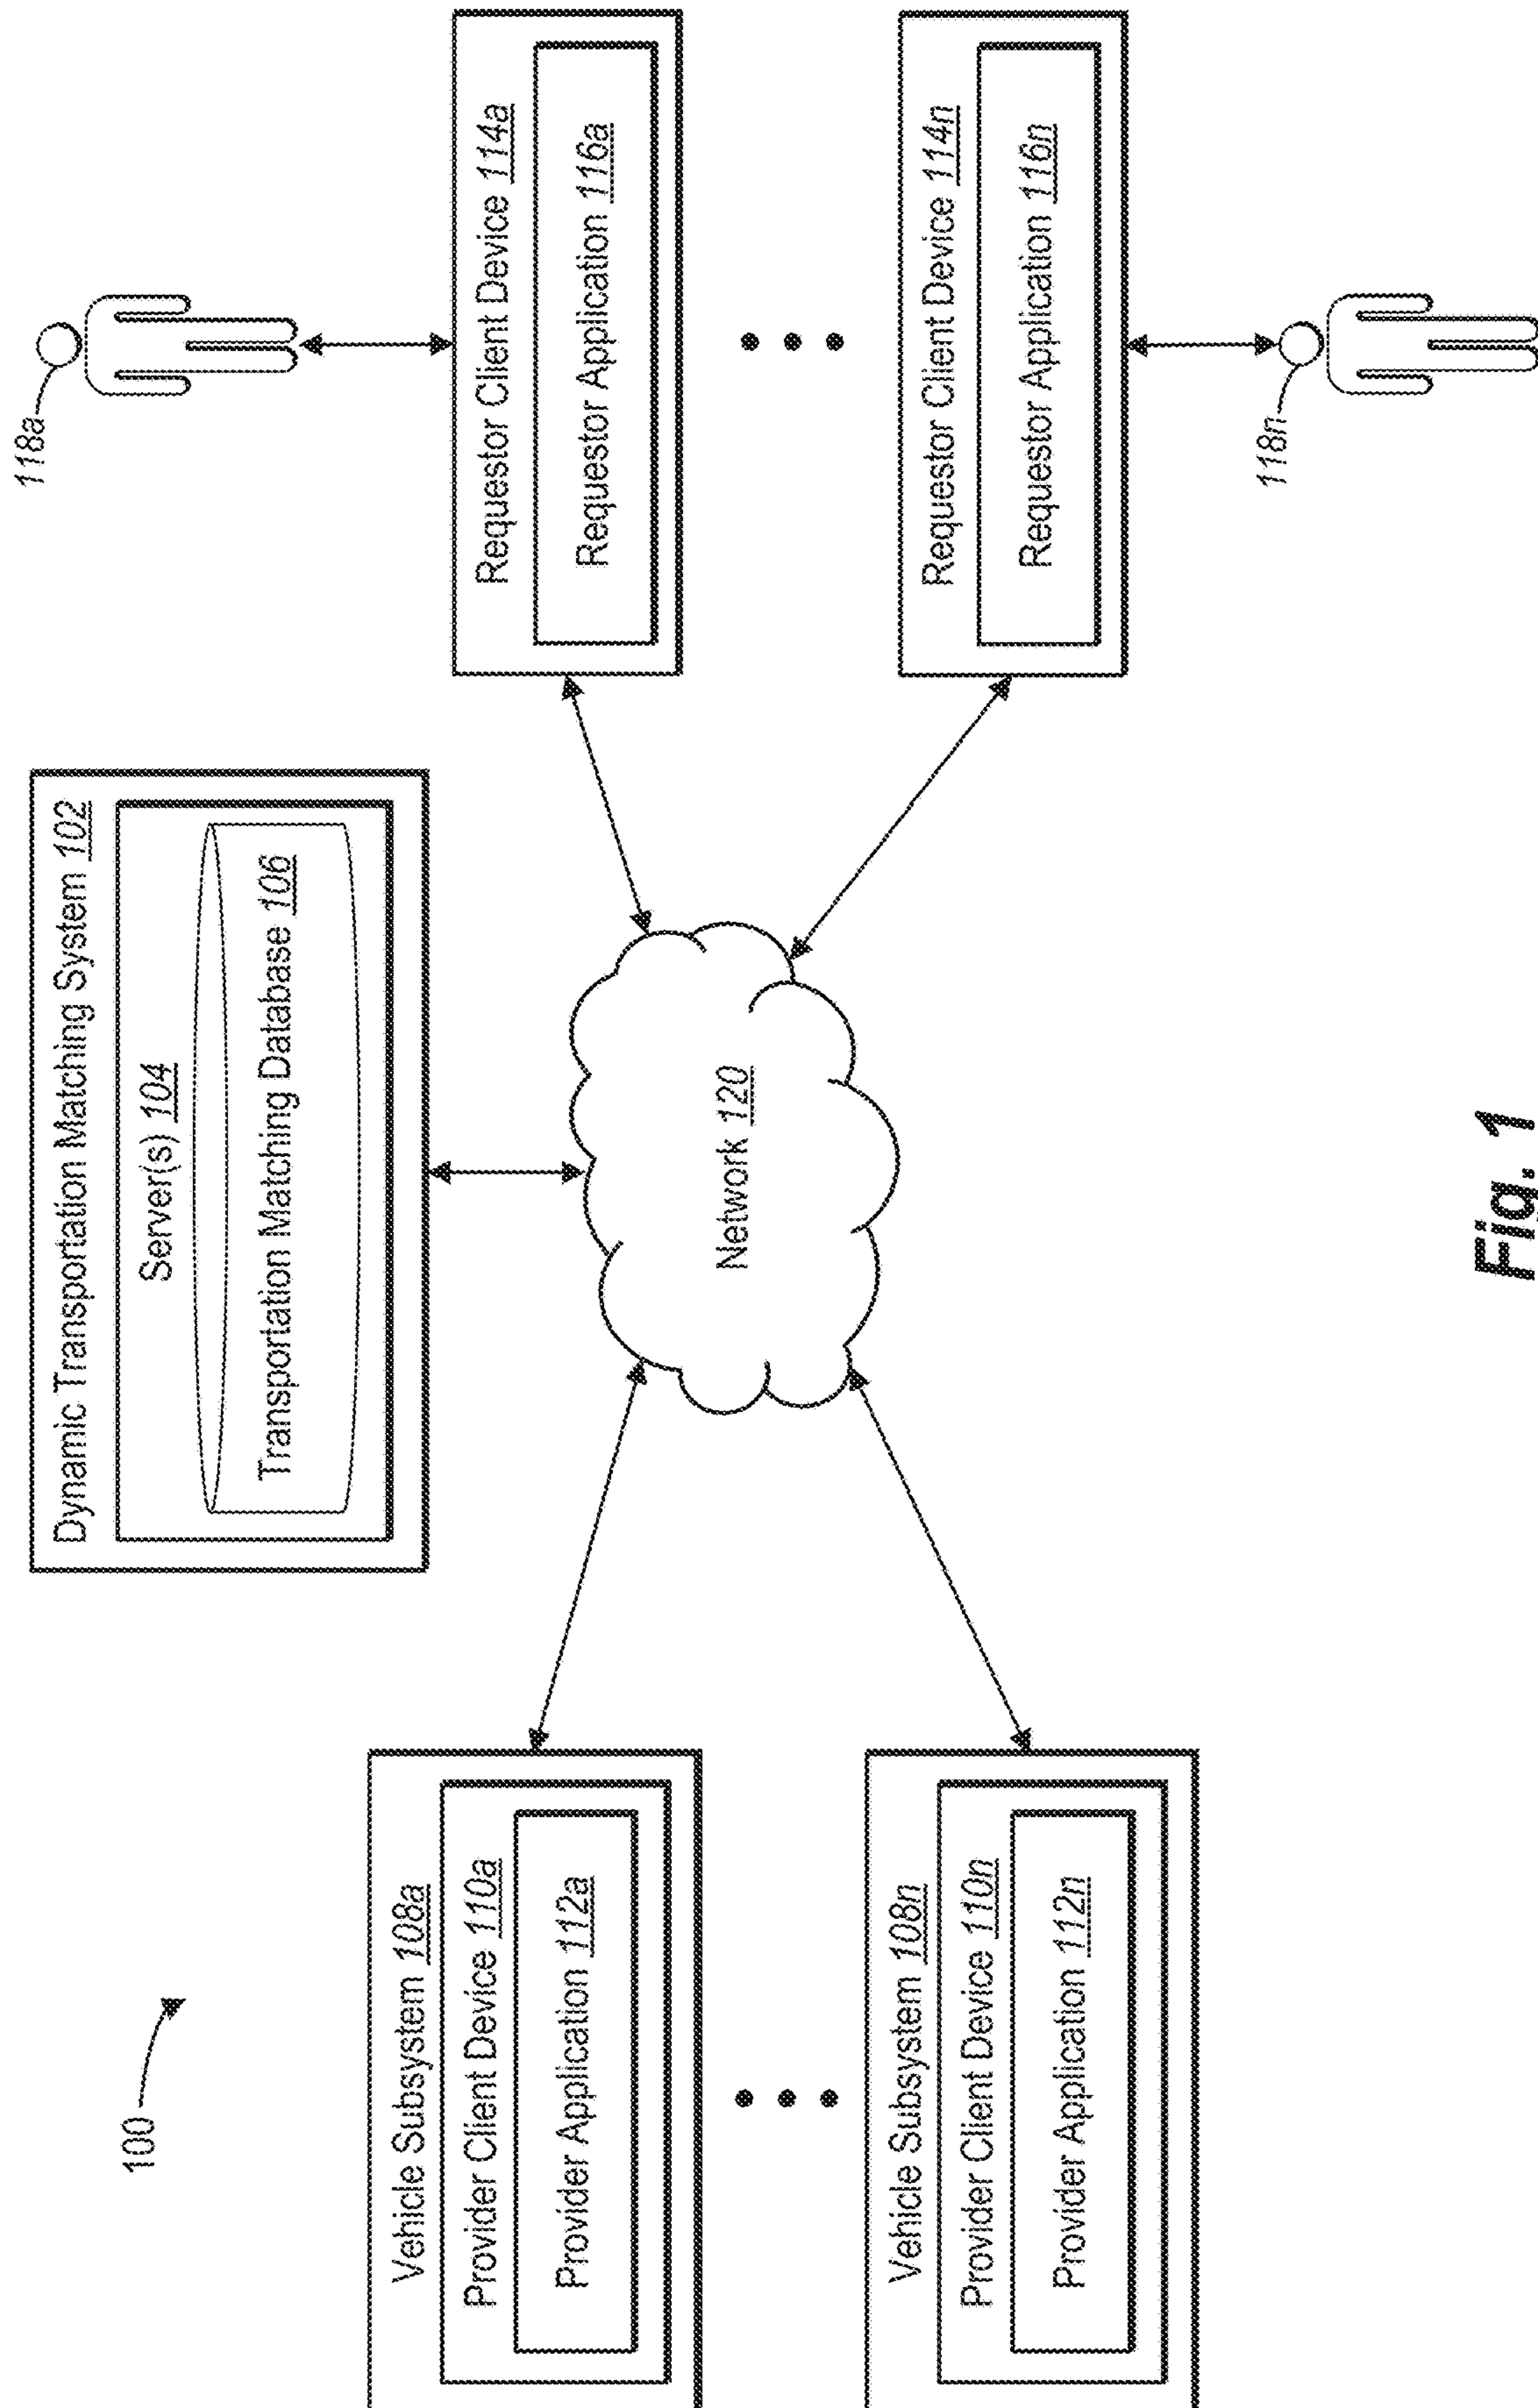 100
Dynamic Transportation Matching System 102
Server(s) 104
Transportation Matching Database 106
118a
Vehicle Subsystem 108a
Provider Client Device 110a
Provider Application 112a
Requestor Client Device 114a
Requestor Application 116a
Network 120
Vehicle Subsystem 108n
Provider Client Device 110n
Provider Application 112n
Requestor Client Device 114n
Requestor Application 116n
118n
Fig. 1